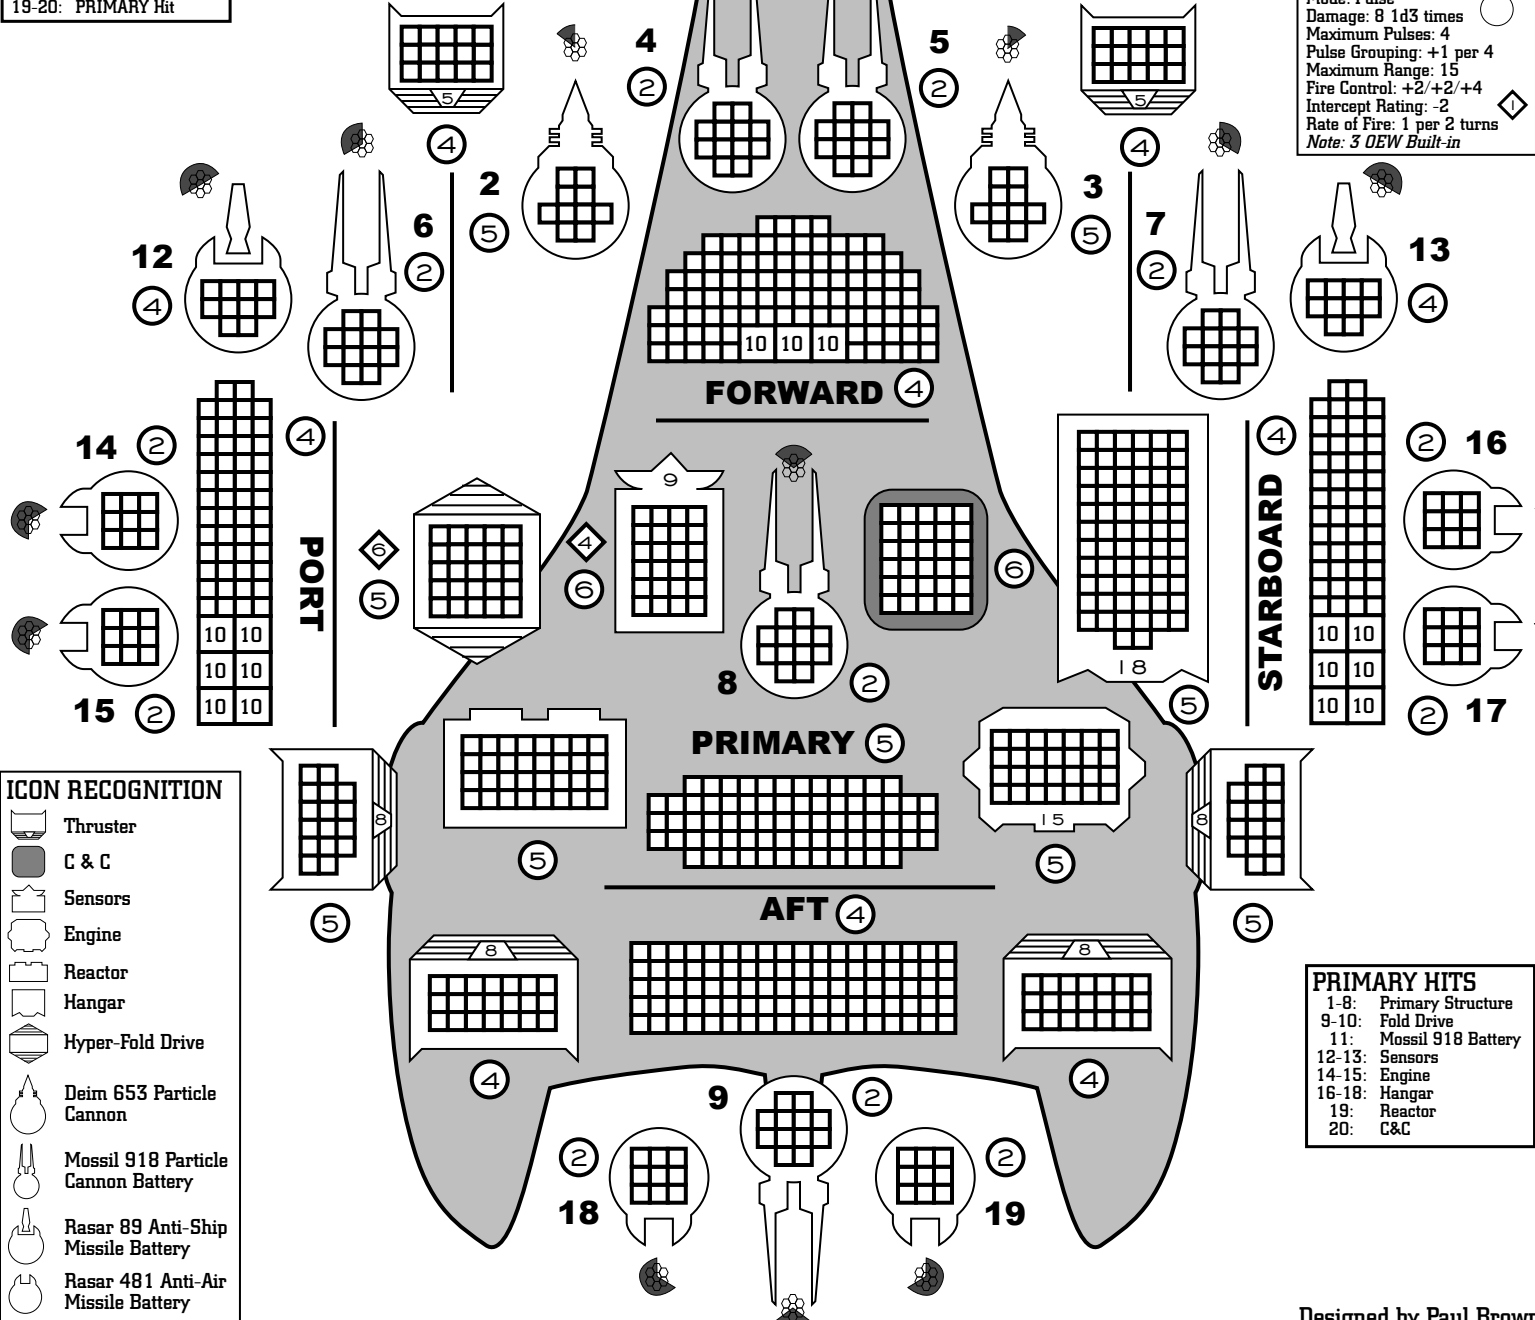 19-20: PRIMARY Hit
Mode: Pulse
Damage: 8 1d3 times
Maximum Pulses: 4
Pulse Grouping: +1 per 4
Maximum Range: 15
Fire Control: +2/+2/+4
Intercept Rating: -2
Rate of Fire: 1 per 2 turns
Note: 3 OEW Built-in
1
5
4
4
2
5
2
5
4
2
5
3
5
6
2
7
2
12
4
13
4
10 10 10
FORWARD 4
14 2
4
PORT
15 2
10 10
10 10
10 10
6
5
4
6
9
8
2
6
18
5
STARBOARD
4
2 16
2 17
10 10
10 10
10 10
PRIMARY 5
8
5
5
15
5
8
5
AFT 4
8
4
8
4
9
2
2
18
2
19
ICON RECOGNITION
Thruster
C & C
Sensors
Engine
Reactor
Hangar
Hyper-Fold Drive
Deim 653 Particle
Cannon
Mossil 918 Particle
Cannon Battery
Rasar 89 Anti-Ship
Missile Battery
Rasar 481 Anti-Air
Missile Battery
PRIMARY HITS
1-8: Primary Structure
9-10: Fold Drive
11: Mossil 918 Battery
12-13: Sensors
14-15: Engine
16-18: Hangar
19: Reactor
20: C&C
Designed by Paul Brown